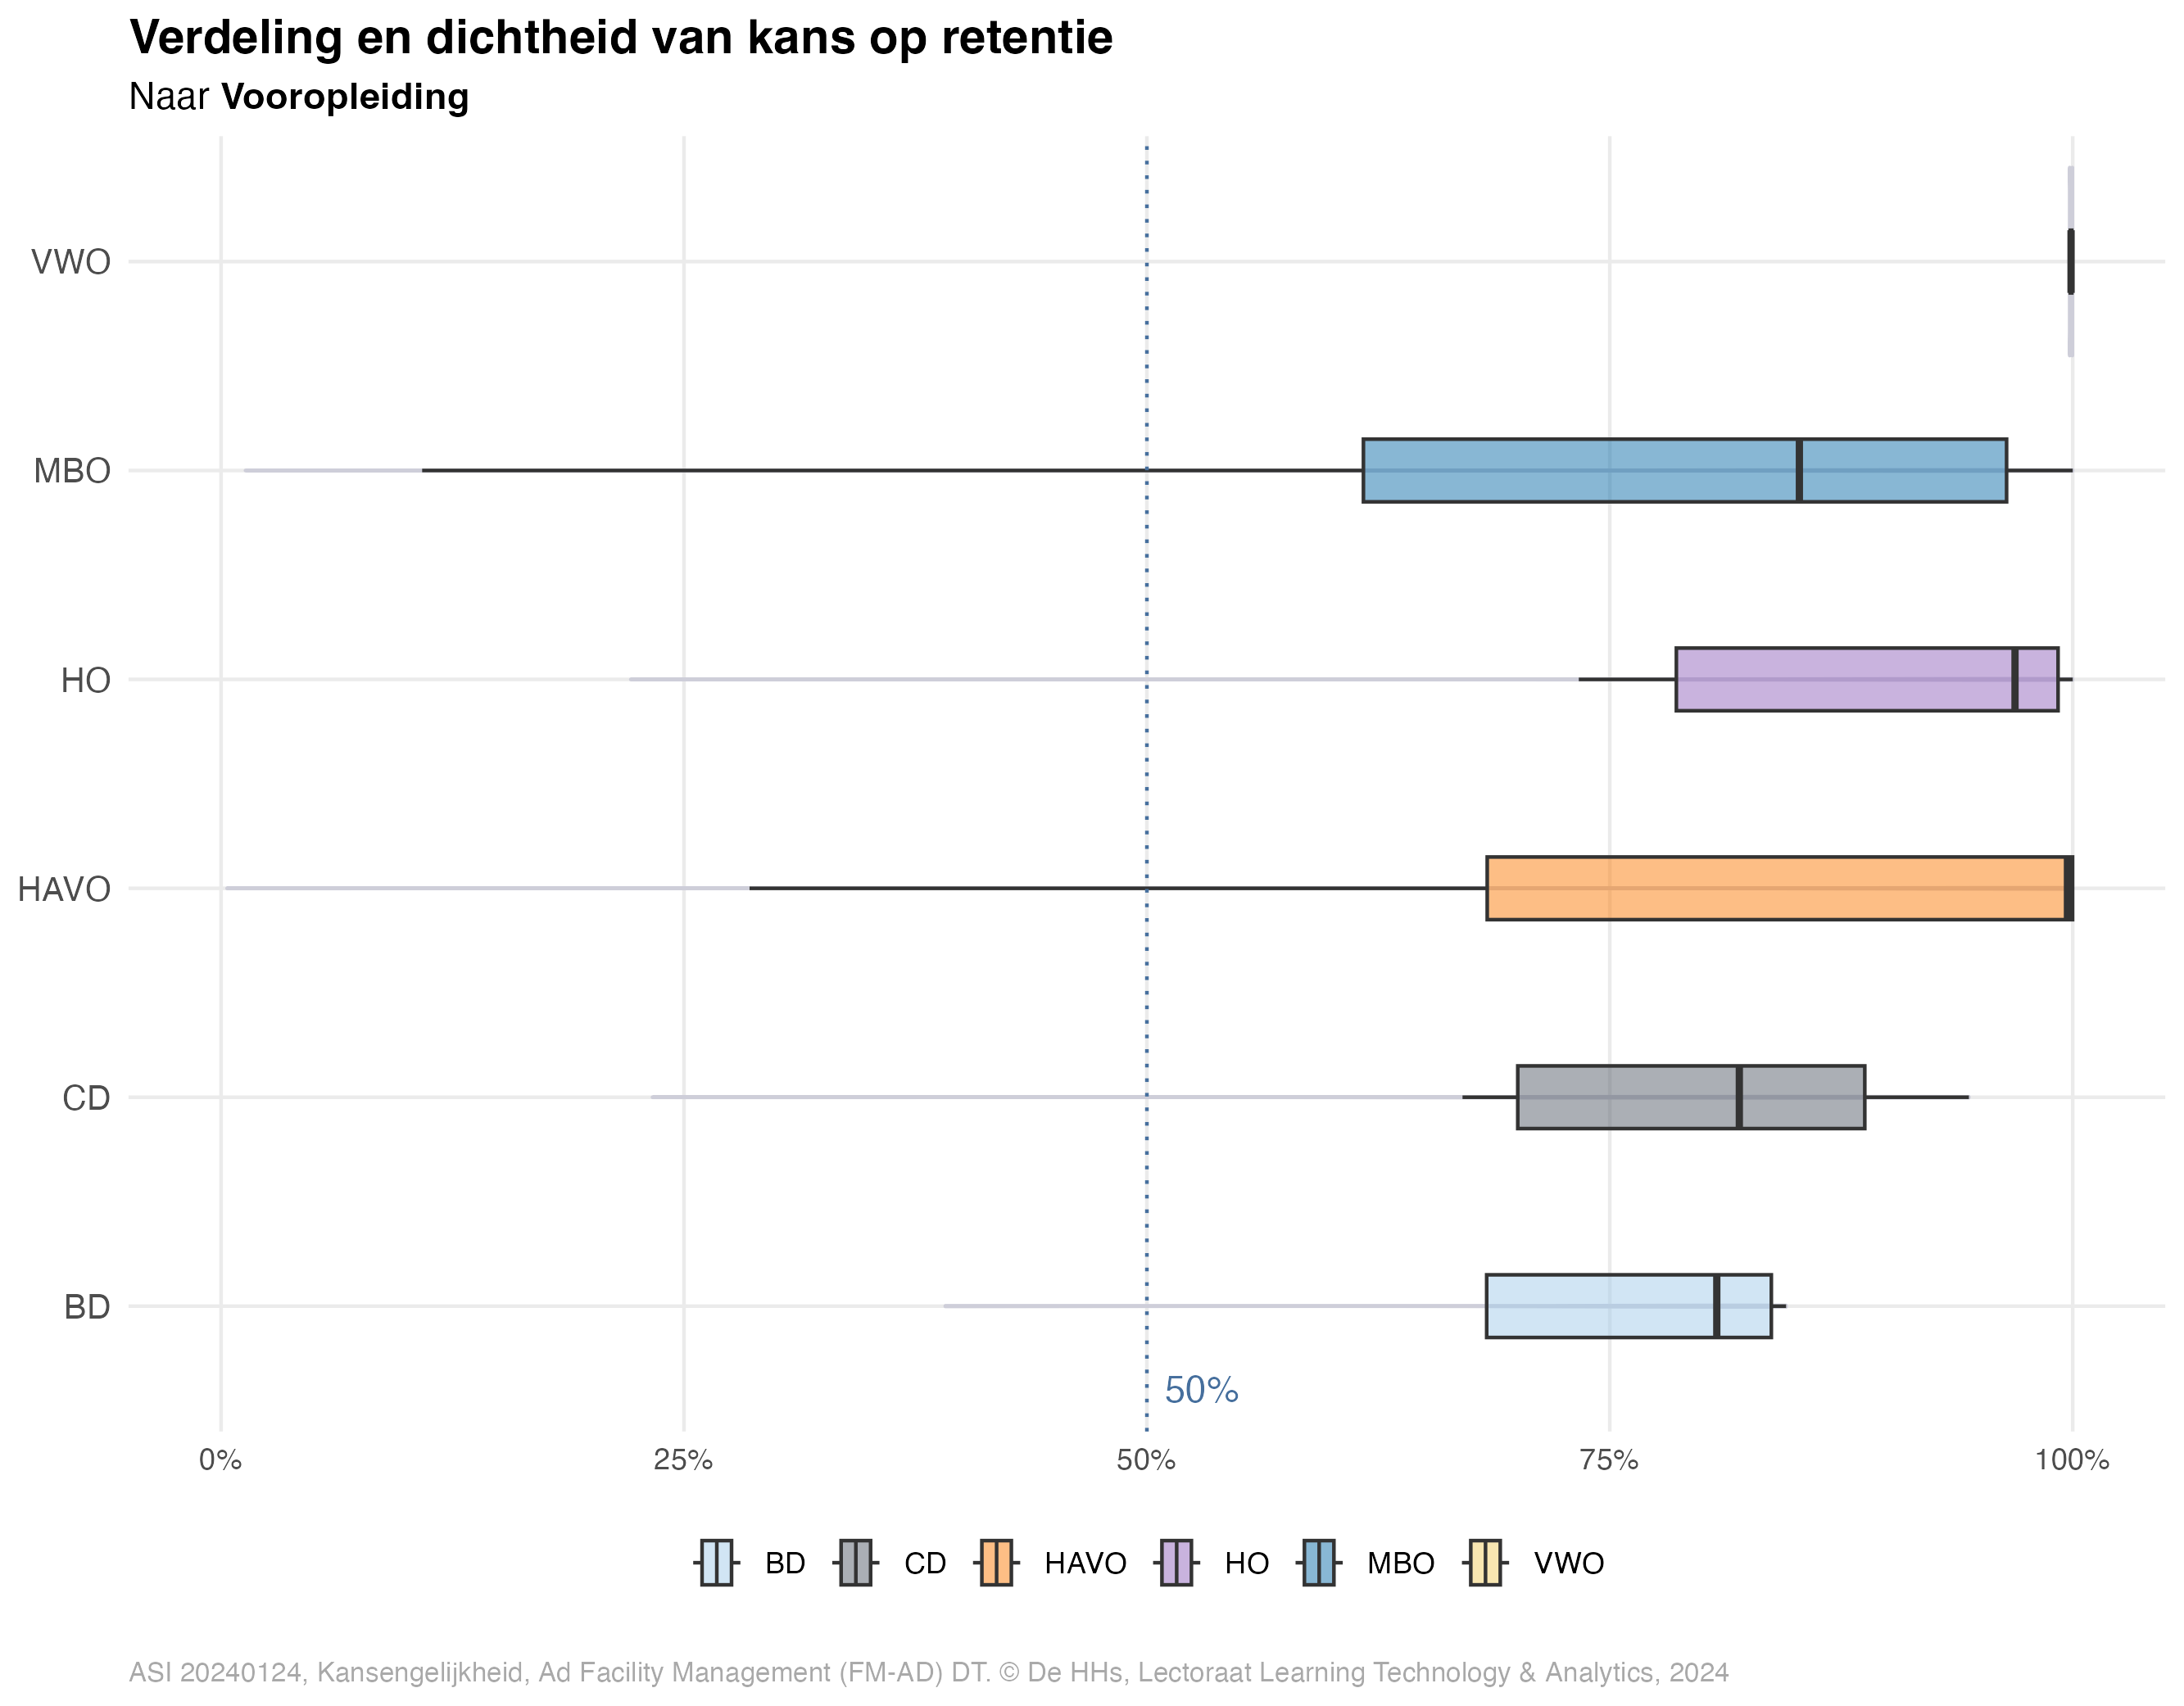 Verdeling en dichtheid van kans op retentie
Naar Vooropleiding
VWO
MBO
HO
HAVO
CD
BD
50%
0% 25% 50% 75% 100%
BD CD HAVO HO MBO VWO
ASI 20240124, Kansengelijkheid, Ad Facility Management (FM-AD) DT. © De HHs, Lectoraat Learning Technology & Analytics, 2024